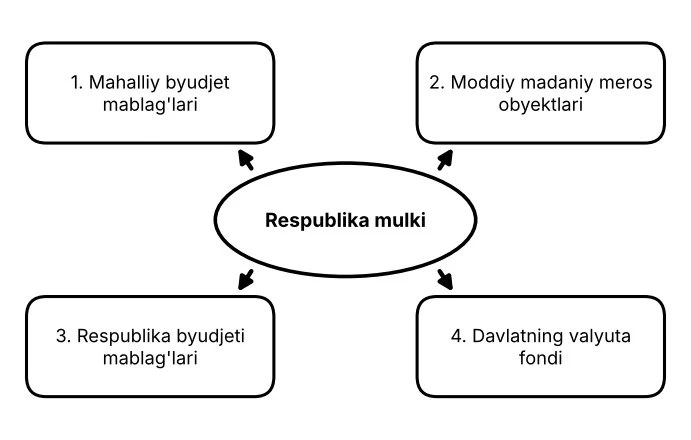 1. Mahalliy byudjet
mablag'lari
2. Moddiy madaniy meros
obyektlari
Respublika mulki
3. Respublika byudjeti
mablag'lari
4. Davlatning valyuta
fondi